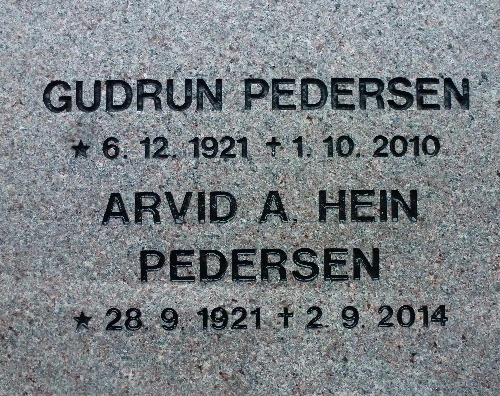 GUDRUN PEDERSEN
★ 6. 12. 1921 ✝ 1. 10. 2010
ARVID A. HEIN
PEDERSEN
★ 28. 9. 1921 ✝ 2. 9. 2014